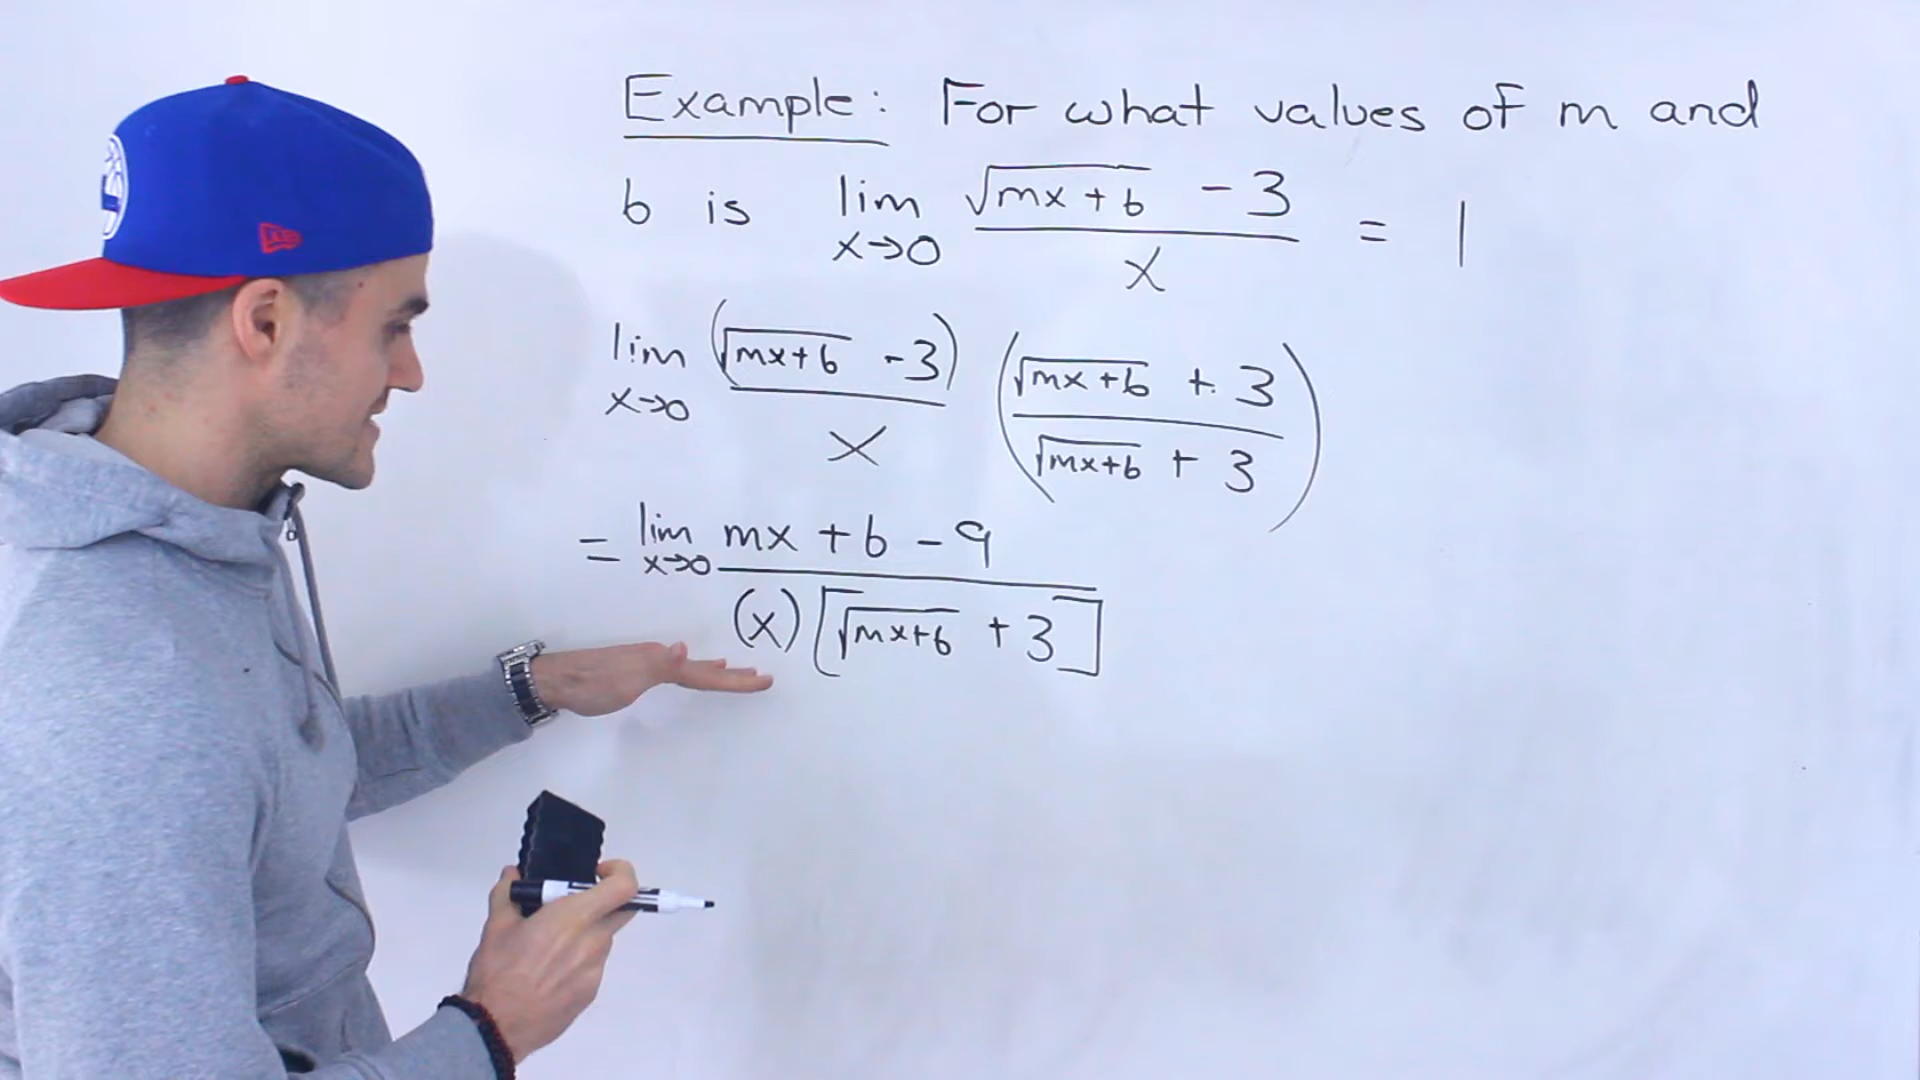 Example: For what values of m and
b is lim x→0 (√(mx+b) - 3)/x = 1
lim x→0 (√(mx+b) - 3)/x ((√(mx+b) + 3)/(√(mx+b) + 3))
= lim x→0 (mx + b - 9)/((x)[√(mx+b) + 3])